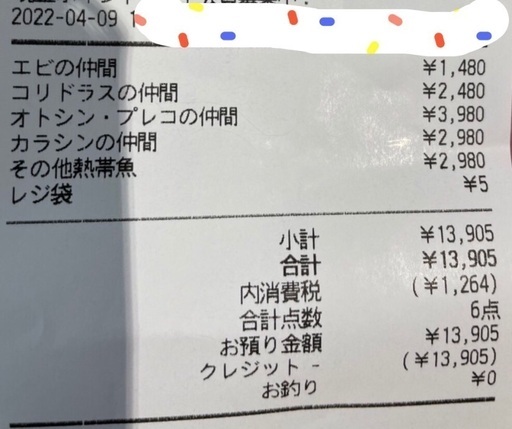 2022-04-09 1
エビの仲間 ¥1,480
コリドラスの仲間 ¥2,480
オトシン・プレコの仲間 ¥3,980
カラシンの仲間 ¥2,980
その他熱帯魚 ¥2,980
レジ袋 ¥5
小計 ¥13,905
合計 ¥13,905
内消費税 (¥1,264)
合計点数 6点
お預り金額 ¥13,905
クレジット - (¥13,905)
お釣り ¥0